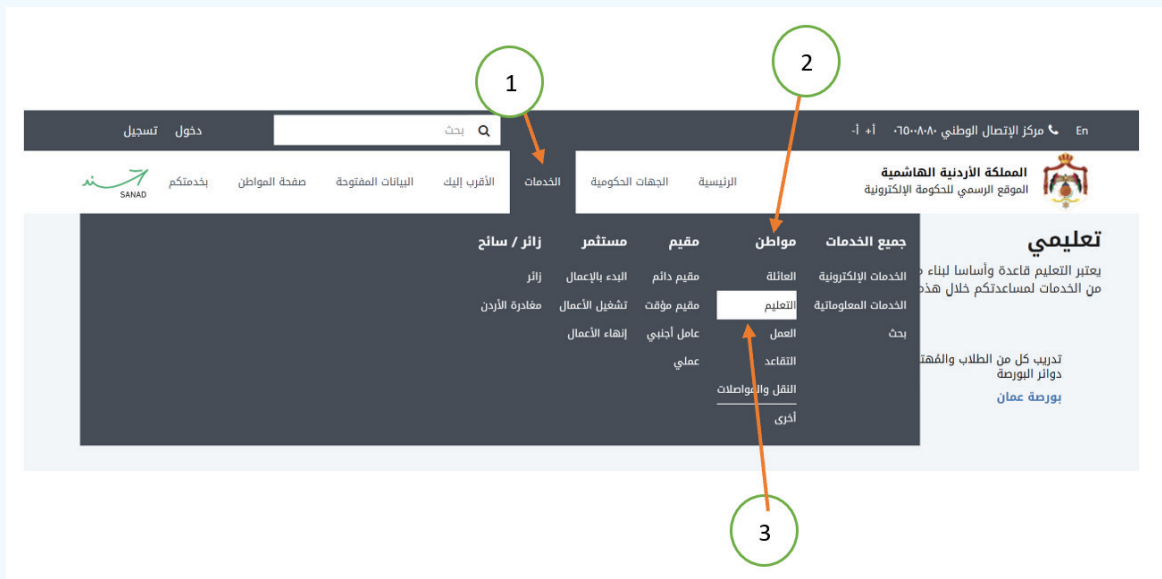 1
2
En مركز الإتصال الوطني ٠٦٥٠٠٨٠٨٠ أ+ أ-
بحث
دخول تسجيل
المملكة الأردنية الهاشمية
الموقع الرسمي للحكومة الإلكترونية
الرئيسية الجهات الحكومية الخدمات الأقرب إليك البيانات المفتوحة صفحة المواطن بخدمتكم
سند
SANAD
تعليمي
يعتبر التعليم قاعدة وأساسا لبناء
من الخدمات لمساعدتكم خلال هذه
جميع الخدمات مواطن مقيم مستثمر زائر / سائح
الخدمات الإلكترونية العائلة مقيم دائم البدء بالإعمال زائر
الخدمات المعلوماتية التعليم مقيم مؤقت تشغيل الأعمال مغادرة الأردن
بحث العمل عامل أجنبي إنهاء الأعمال
التقاعد عملي
النقل والمواصلات
أخرى
تدريب كل من الطلاب
دوائر البورصة
بورصة عمان
3